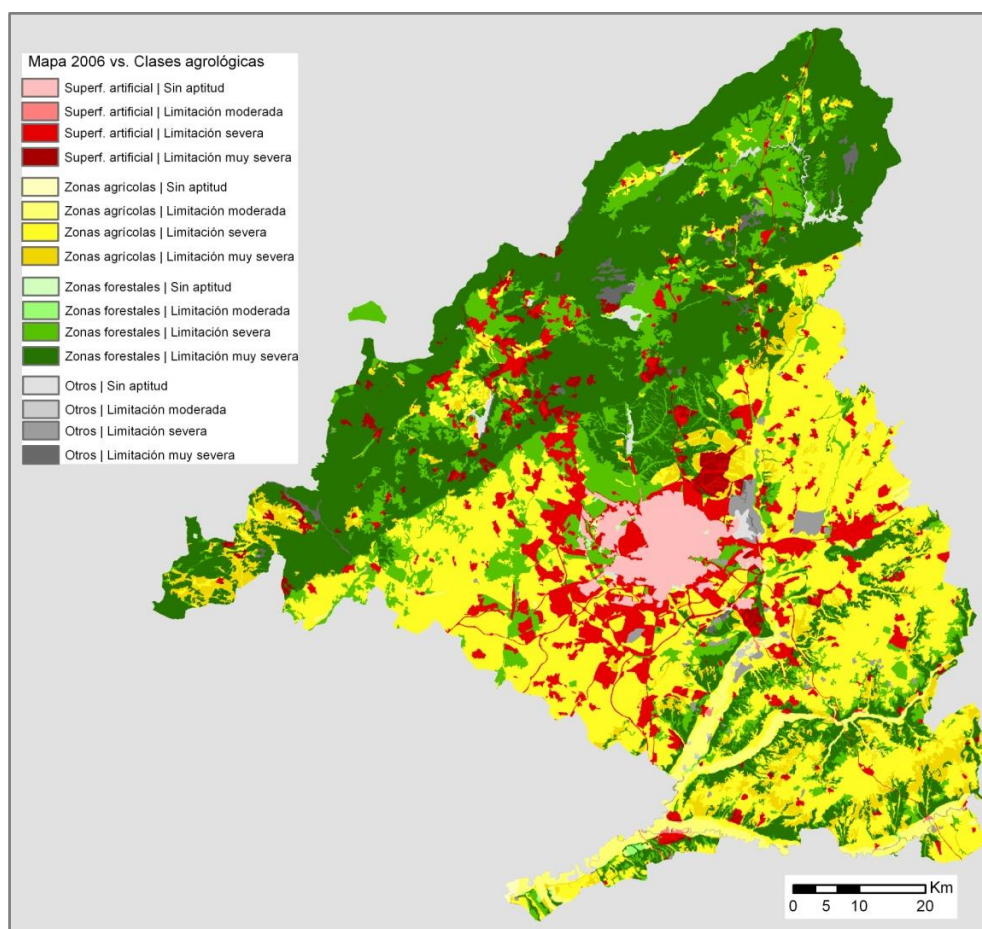 Mapa 2006 vs. Clases agrológicas
Superf. artificial | Sin aptitud
Superf. artificial | Limitación moderada
Superf. artificial | Limitación severa
Superf. artificial | Limitación muy severa
Zonas agrícolas | Sin aptitud
Zonas agrícolas | Limitación moderada
Zonas agrícolas | Limitación severa
Zonas agrícolas | Limitación muy severa
Zonas forestales | Sin aptitud
Zonas forestales | Limitación moderada
Zonas forestales | Limitación severa
Zonas forestales | Limitación muy severa
Otros | Sin aptitud
Otros | Limitación moderada
Otros | Limitación severa
Otros | Limitación muy severa
Km
0 5 10 20